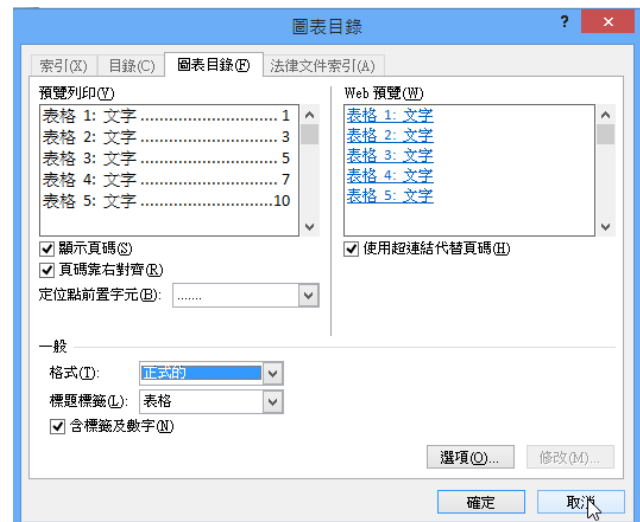 圖表目錄
? ×
索引(X) 目錄(C) 圖表目錄(F) 法律文件索引(A)
預覽列印(V)
表格 1: 文字 .............................. 1
表格 2: 文字 .............................. 3
表格 3: 文字 .............................. 5
表格 4: 文字 .............................. 7
表格 5: 文字 ..............................10
Web 預覽(W)
表格 1: 文字
表格 2: 文字
表格 3: 文字
表格 4: 文字
表格 5: 文字
顯示頁碼(S)
頁碼靠右對齊(R)
定位點前置字元(B): .......
使用超連結代替頁碼(H)
一般
格式(T): 正式的
標題標籤(L): 表格
含標籤及數字(N)
選項(O)... 修改(M)...
確定 取消